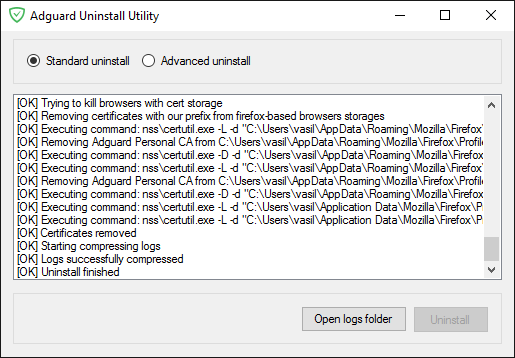 Adguard Uninstall Utility
Standard uninstall
Advanced uninstall
[OK] Trying to kill browsers with cert storage
[OK] Removing certificates with our prefix from firefox-based browsers storages
[OK] Executing command: nss\certutil.exe -L -d "C:\Users\vasil\AppData\Roaming\Mozilla\Firefox\
[OK] Removing Adguard Personal CA from C:\Users\vasil\AppData\Roaming\Mozilla\Firefox\Profile
[OK] Executing command: nss\certutil.exe -D -d "C:\Users\vasil\AppData\Roaming\Mozilla\Firefox\
[OK] Executing command: nss\certutil.exe -L -d "C:\Users\vasil\AppData\Roaming\Mozilla\Firefox\
[OK] Removing Adguard Personal CA from C:\Users\vasil\AppData\Roaming\Mozilla\Firefox\Profile
[OK] Executing command: nss\certutil.exe -D -d "C:\Users\vasil\AppData\Roaming\Mozilla\Firefox\
[OK] Executing command: nss\certutil.exe -L -d "C:\Users\vasil\Application Data\Mozilla\Firefox\Pr
[OK] Executing command: nss\certutil.exe -L -d "C:\Users\vasil\Application Data\Mozilla\Firefox\Pr
[OK] Certificates removed
[OK] Starting compressing logs
[OK] Logs successfully compressed
[OK] Uninstall finished
Open logs folder
Uninstall